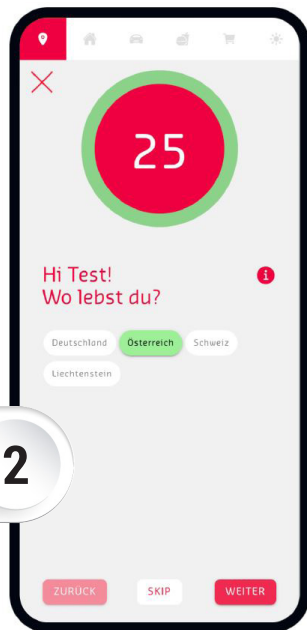 25
Hi Test!
Wo lebst du?
Deutschland Österreich Schweiz
Liechtenstein
2
ZURÜCK SKIP WEITER